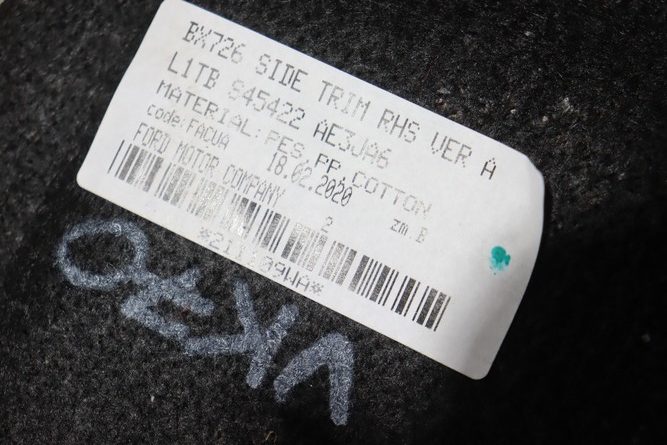 BX726 SIDE TRIM RHS VER A
L1TB S45422 AE3JA6
MATERIAL: PES, PP, COTTON
code: FACUA 18.02.2020 zm.B
FORD MOTOR COMPANY 2